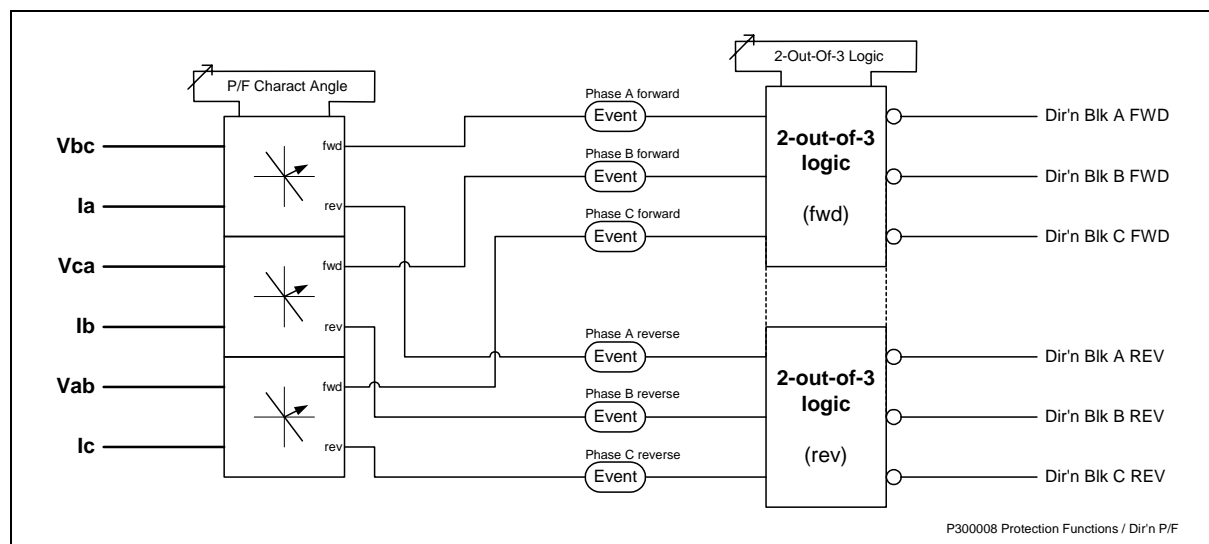 P/F Charact Angle
2-Out-Of-3 Logic
Vbc
Ia
Vca
Ib
Vab
Ic
fwd
rev
fwd
rev
fwd
rev
Phase A forward
Event
Phase B forward
Event
Phase C forward
Event
Phase A reverse
Event
Phase B reverse
Event
Phase C reverse
Event
2-out-of-3
logic
(fwd)
2-out-of-3
logic
(rev)
Dir'n Blk A FWD
Dir'n Blk B FWD
Dir'n Blk C FWD
Dir'n Blk A REV
Dir'n Blk B REV
Dir'n Blk C REV
P300008 Protection Functions / Dir'n P/F